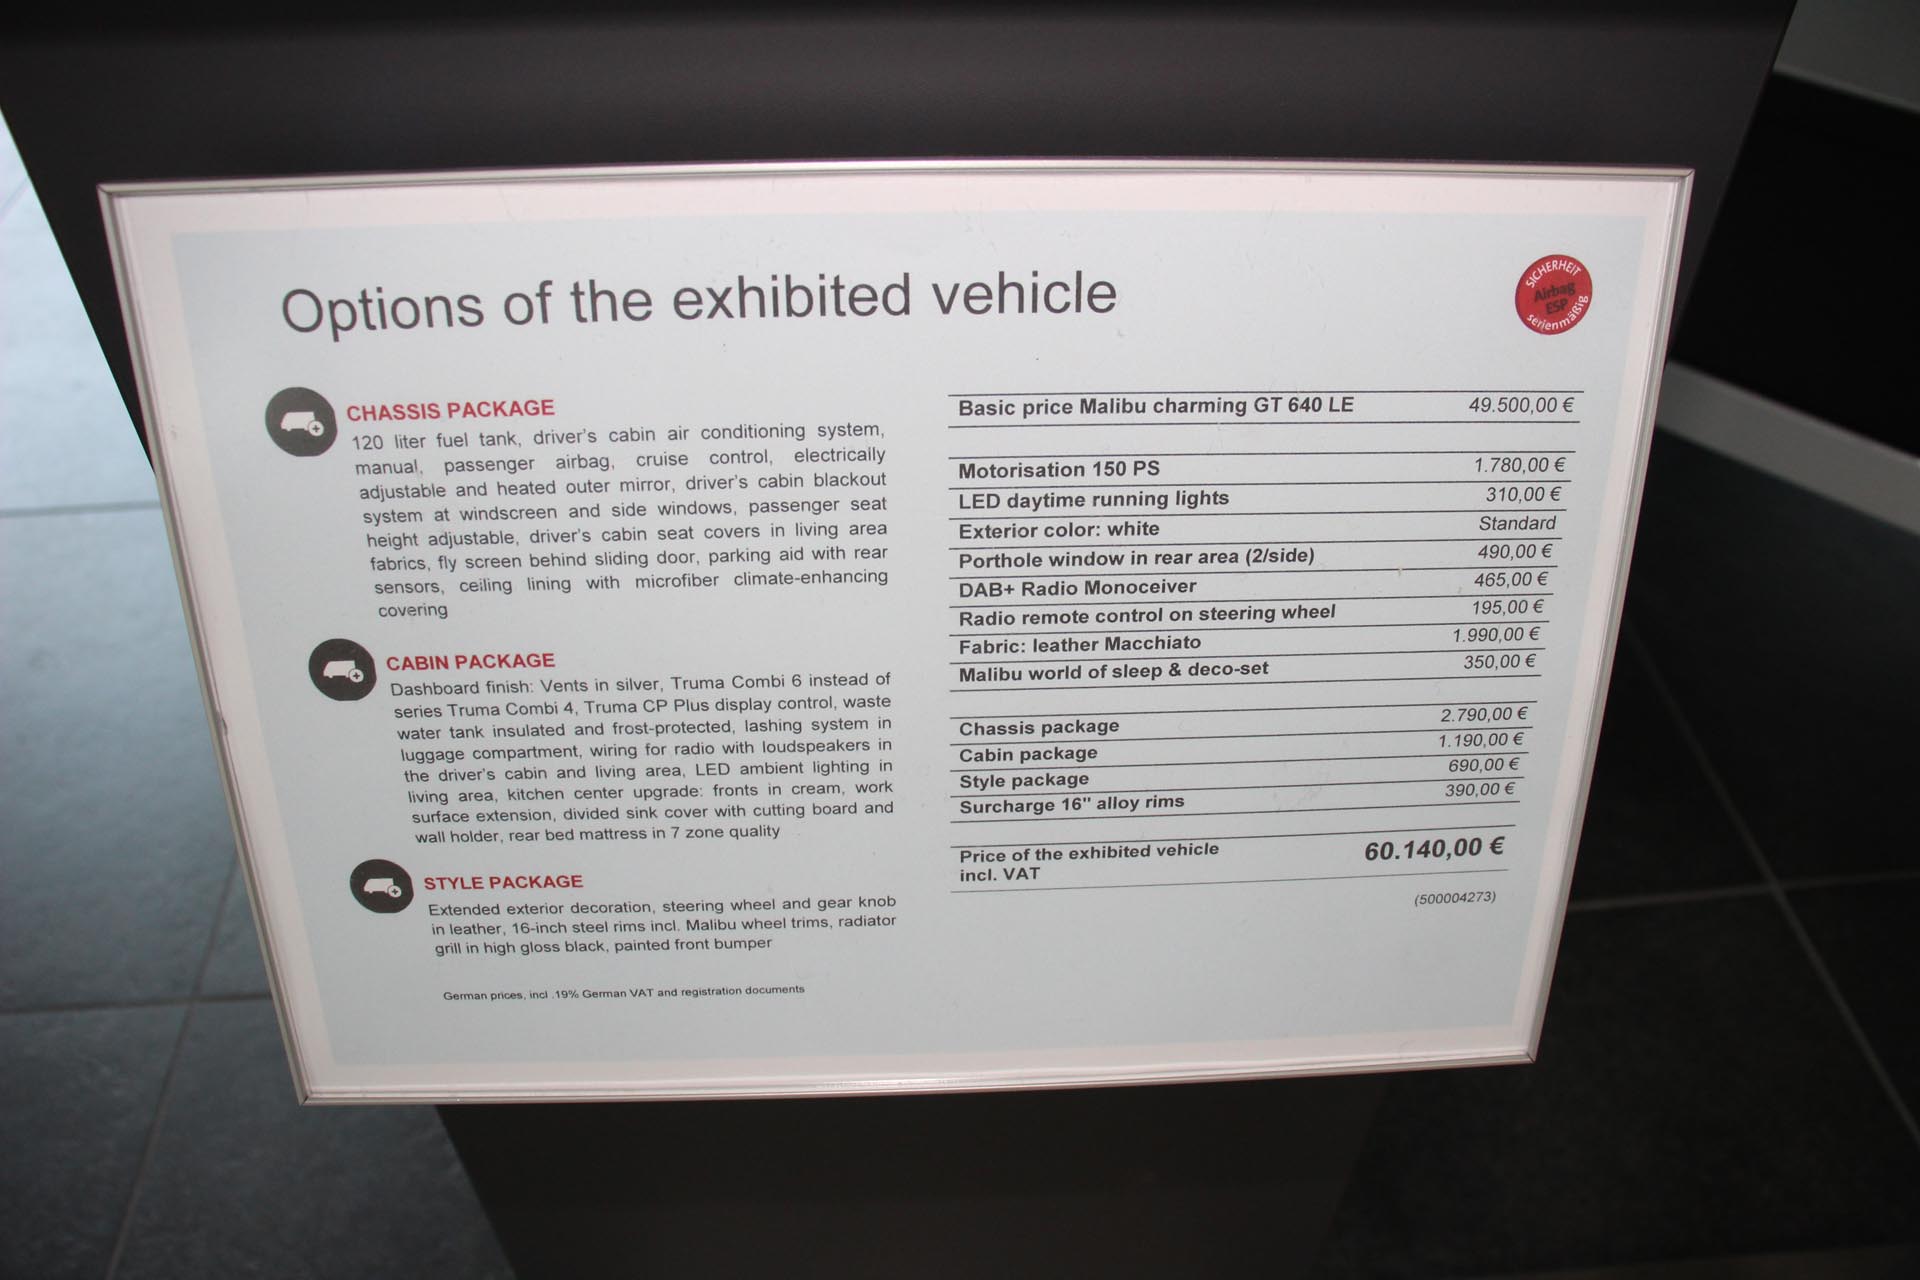 Options of the exhibited vehicle
SICHERHEIT
Airbag
ESP
serienmäßig
CHASSIS PACKAGE
120 liter fuel tank, driver's cabin air conditioning system,
manual, passenger airbag, cruise control, electrically
adjustable and heated outer mirror, driver's cabin blackout
system at windscreen and side windows, passenger seat
height adjustable, driver's cabin seat covers in living area
fabrics, fly screen behind sliding door, parking aid with rear
sensors, ceiling lining with microfiber climate-enhancing
covering
CABIN PACKAGE
Dashboard finish: Vents in silver, Truma Combi 6 instead of
series Truma Combi 4, Truma CP Plus display control, waste
water tank insulated and frost-protected, lashing system in
luggage compartment, wiring for radio with loudspeakers in
the driver's cabin and living area, LED ambient lighting in
living area, kitchen center upgrade: fronts in cream, work
surface extension, divided sink cover with cutting board and
wall holder, rear bed mattress in 7 zone quality
STYLE PACKAGE
Extended exterior decoration, steering wheel and gear knob
in leather, 16-inch steel rims incl. Malibu wheel trims, radiator
grill in high gloss black, painted front bumper
German prices, incl .19% German VAT and registration documents
Basic price Malibu charming GT 640 LE 49.500,00 €
Motorisation 150 PS 1.780,00 €
LED daytime running lights 310,00 €
Exterior color: white Standard
Porthole window in rear area (2/side) 490,00 €
DAB+ Radio Monoceiver 465,00 €
Radio remote control on steering wheel 195,00 €
Fabric: leather Macchiato 1.990,00 €
Malibu world of sleep & deco-set 350,00 €
Chassis package 2.790,00 €
Cabin package 1.190,00 €
Style package 690,00 €
Surcharge 16" alloy rims 390,00 €
Price of the exhibited vehicle 60.140,00 €
incl. VAT
(500004273)